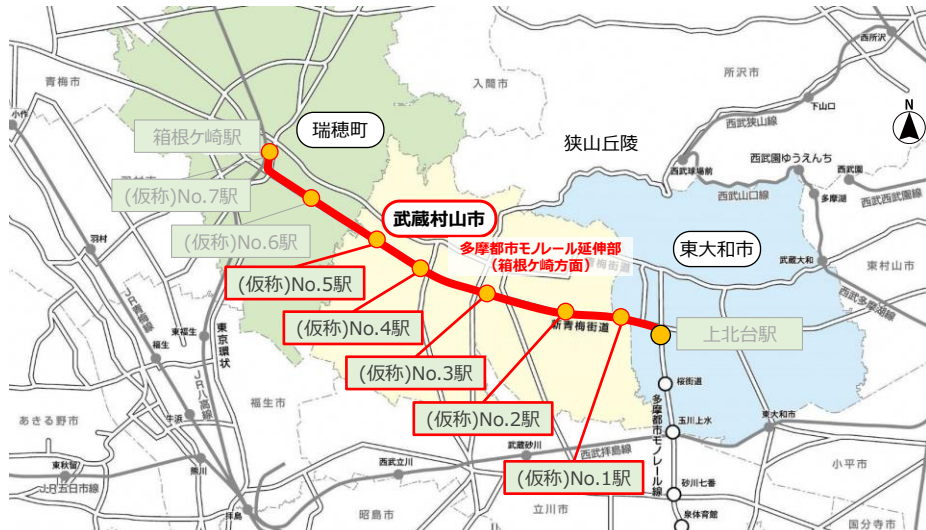 西所沢
青梅市
入間市
所沢市
下山口
N
小作
西武狭山線
瑞穂町
箱根ケ崎駅
狭山丘陵
西武園ゆうえんち
西武球場前
西武園
西武山口線
西武西武園線
多摩湖
(仮称)No.7駅
武蔵村山市
(仮称)No.6駅
多摩都市モノレール延伸部
(箱根ケ崎方面)
東大和市
羽村
武蔵大和
東村山市
(仮称)No.5駅
西武多摩湖線
JR青梅線
(仮称)No.4駅
新青梅街道
東福生
東京環状
上北台駅
福生
(仮称)No.3駅
JR八高線
桜街道
福生市
あきる野市
牛浜
(仮称)No.2駅
多摩都市モノレール線
東大和市
玉川上水
武蔵砂川
西武拝島線
東秋留
熊川
西武立川
(仮称)No.1駅
小平市
JR五日市線
砂川七番
拝島
昭島市
立川市
泉体育館
国分寺市